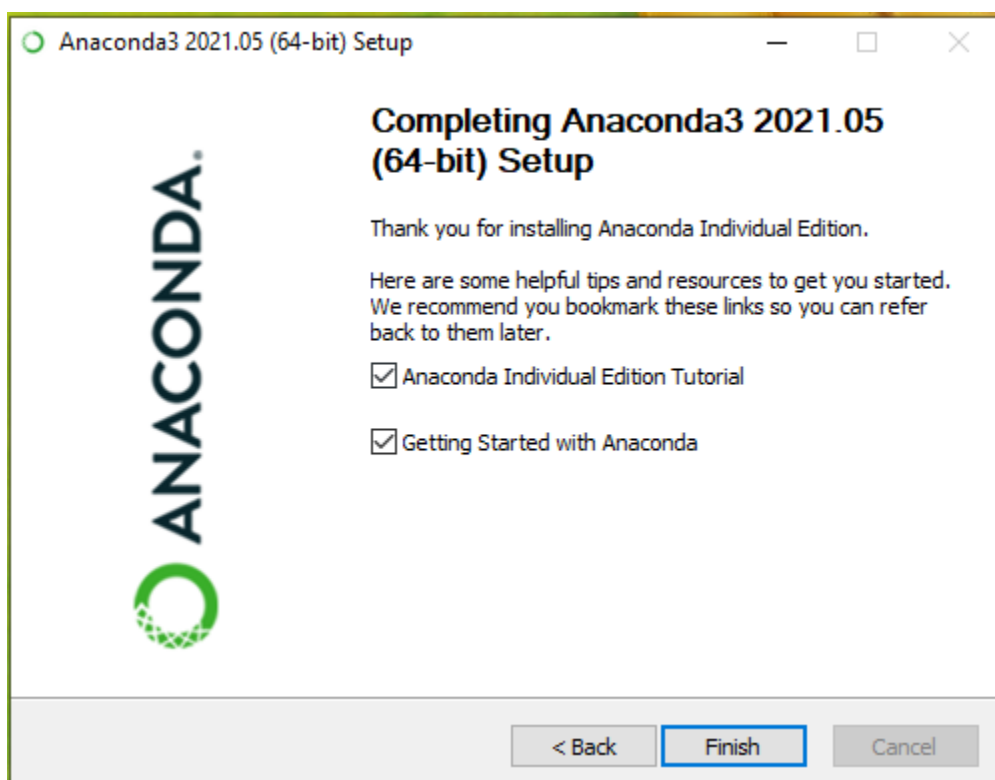 Anaconda3 2021.05 (64-bit) Setup
Completing Anaconda3 2021.05
(64-bit) Setup
Thank you for installing Anaconda Individual Edition.
Here are some helpful tips and resources to get you started.
We recommend you bookmark these links so you can refer
back to them later.
Anaconda Individual Edition Tutorial
Getting Started with Anaconda
ANACONDA.
< Back
Finish
Cancel